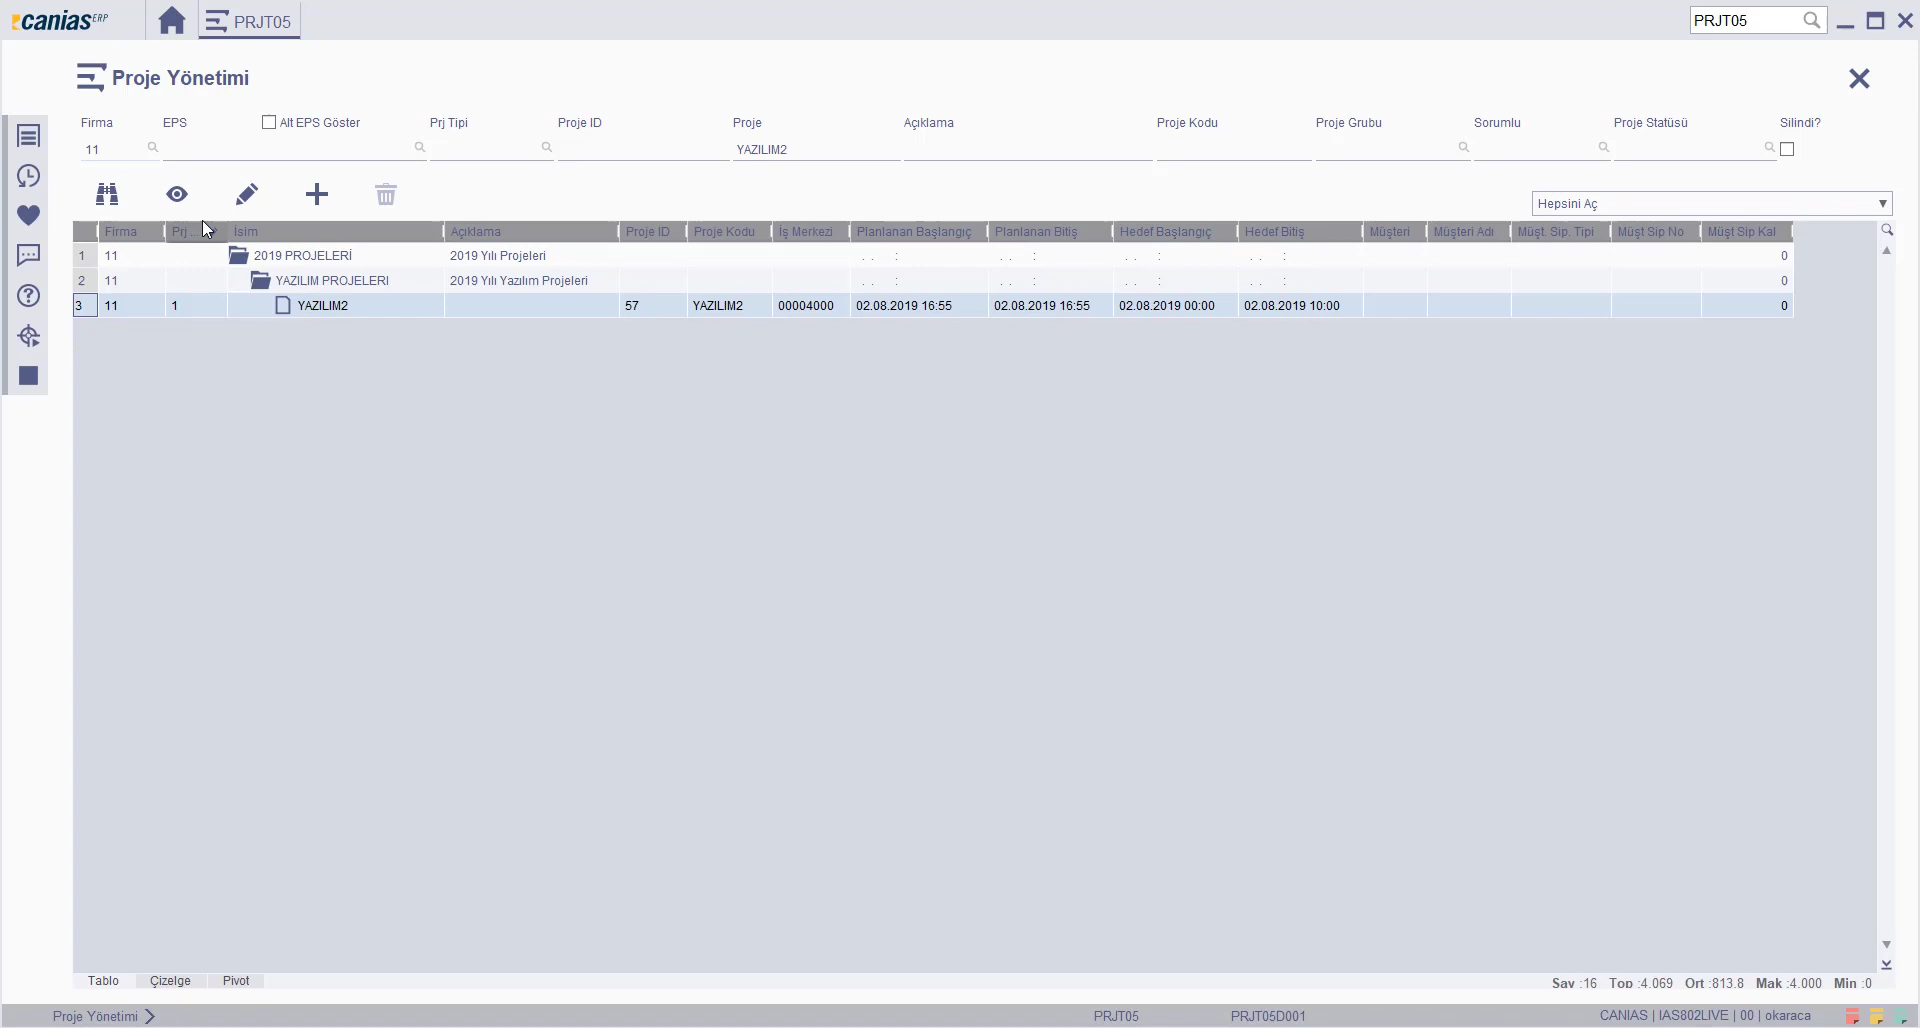 canias ERP PRJT05 PRJT05
Proje Yönetimi
Firma EPS Alt EPS Göster Prj Tipi Proje ID Proje Açıklama Proje Kodu Proje Grubu Sorumlu Proje Statüsü Silindi?
11 YAZILIM2
Hepsini Aç
Firma Prj ... İsim Açıklama Proje ID Proje Kodu İş Merkezi Planlanan Başlangıç Planlanan Bitiş Hedef Başlangıç Hedef Bitiş Müşteri Müşteri Adı Müşt. Sip. Tipi Müşt Sip No Müşt Sip Kal
1 11 2019 PROJELERİ 2019 Yılı Projeleri . . : . . : . . : . . : 0
2 11 YAZILIM PROJELERI 2019 Yılı Yazılım Projeleri . . : . . : . . : . . : 0
3 11 1 YAZILIM2 57 YAZILIM2 00004000 02.08.2019 16:55 02.08.2019 16:55 02.08.2019 00:00 02.08.2019 10:00 0
Tablo Çizelge Pivot Say :16 Top :4.069 Ort :813.8 Mak :4.000 Min :0
Proje Yönetimi PRJT05 PRJT05D001 CANIAS | IAS802LIVE | 00 | okaraca